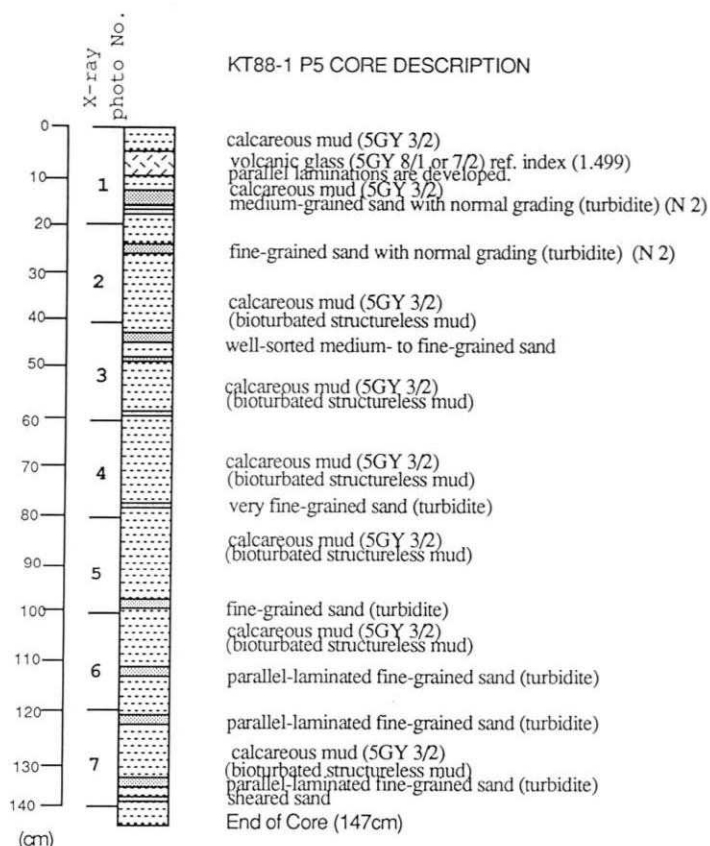 X-ray
photo No.
KT88-1 P5 CORE DESCRIPTION
0
10
20
30
40
50
60
70
80
90
100
110
120
130
140
(cm)
1
2
3
4
5
6
7
calcareous mud (5GY 3/2)
volcanic glass (5GY 8/1 or 7/2) ref. index (1.499)
parallel laminations are developed.
calcareous mud (5GY 3/2)
medium-grained sand with normal grading (turbidite) (N 2)
fine-grained sand with normal grading (turbidite) (N 2)
calcareous mud (5GY 3/2)
(bioturbated structureless mud)
well-sorted medium- to fine-grained sand
calcareous mud (5GY 3/2)
(bioturbated structureless mud)
calcareous mud (5GY 3/2)
(bioturbated structureless mud)
very fine-grained sand (turbidite)
calcareous mud (5GY 3/2)
(bioturbated structureless mud)
fine-grained sand (turbidite)
calcareous mud (5GY 3/2)
(bioturbated structureless mud)
parallel-laminated fine-grained sand (turbidite)
parallel-laminated fine-grained sand (turbidite)
calcareous mud (5GY 3/2)
(bioturbated structureless mud)
parallel-laminated fine-grained sand (turbidite)
sheared sand
End of Core (147cm)